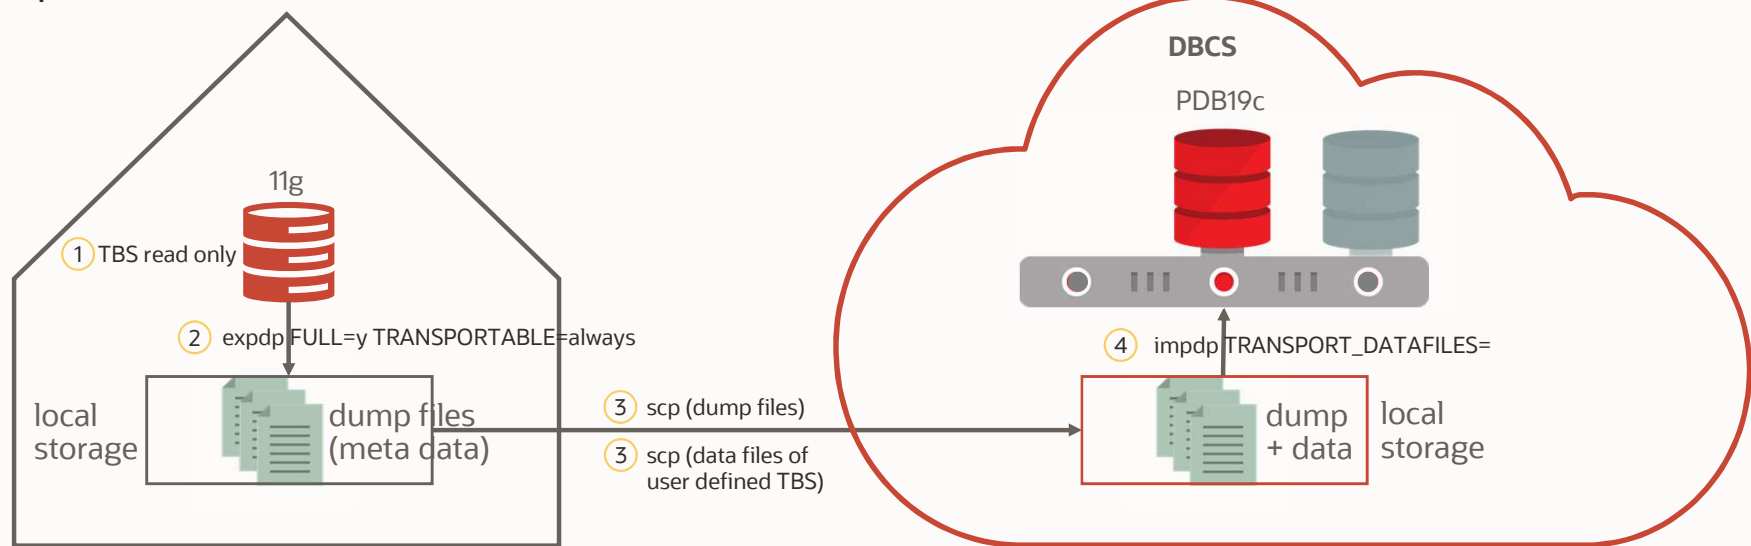 DBCS
PDB19c
11g
1 TBS read only
2 expdp FULL=y TRANSPORTABLE=always
4 impdp TRANSPORT_DATAFILES=
local
storage
dump files
(meta data)
3 scp (dump files)
3 scp (data files of
user defined TBS)
dump
+ data
local
storage